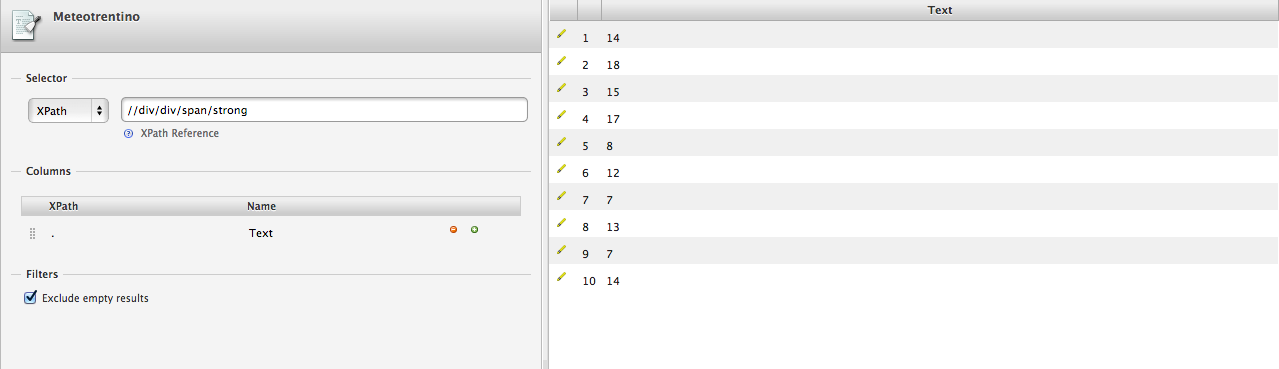 Meteotrentino
Selector
XPath
//div/div/span/strong
XPath Reference
Columns
XPath Name
. Text
Filters
Exclude empty results
Text
1 14
2 18
3 15
4 17
5 8
6 12
7 7
8 13
9 7
10 14